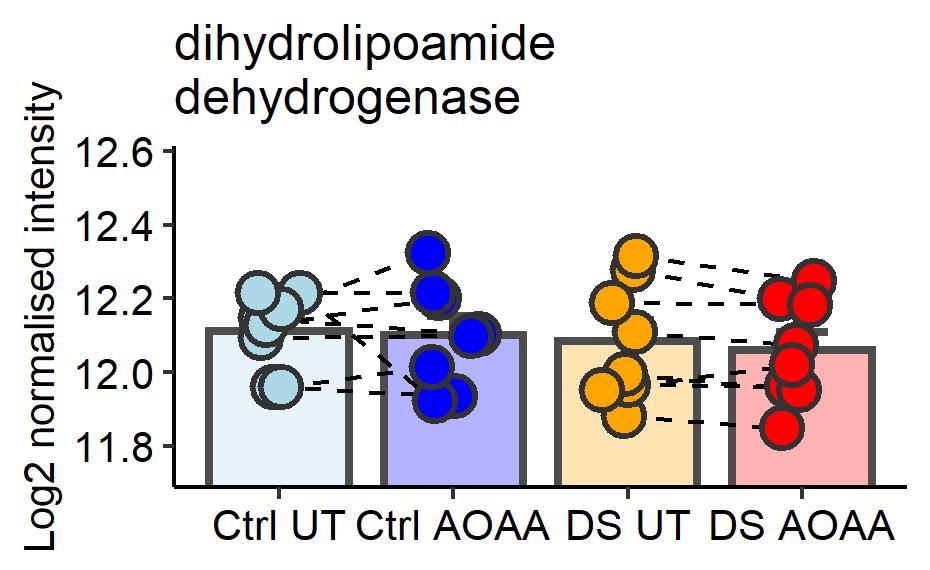 dihydrolipoamide
dehydrogenase
Log2 normalised intensity
12.6
12.4
12.2
12.0
11.8
Ctrl UT Ctrl AOAA DS UT DS AOAA